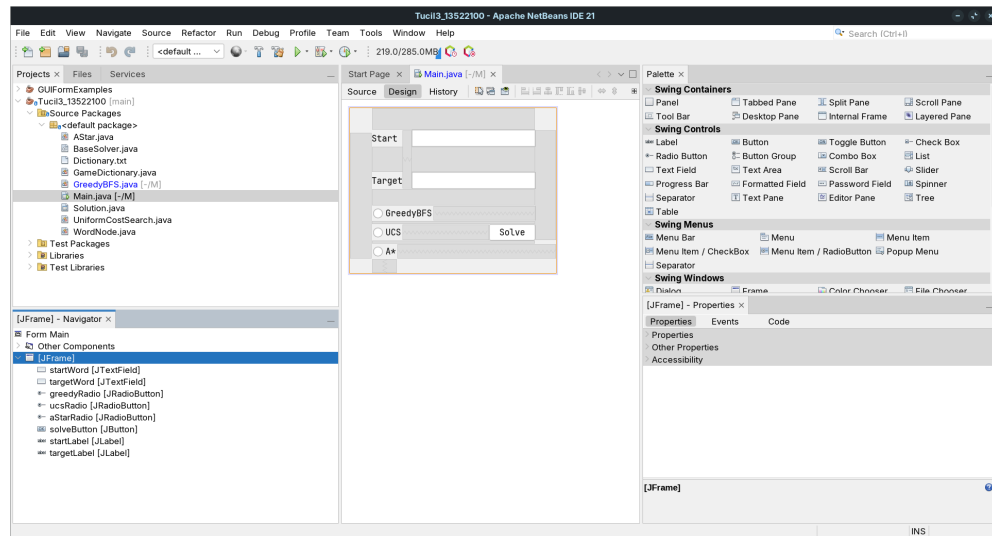 Tucil3_13522100 - Apache NetBeans IDE 21
File Edit View Navigate Source Refactor Run Debug Profile Team Tools Window Help
Search (Ctrl+I)
<default ...
219.0/285.0MB
Projects Files Services
GUIFormExamples
Tucil3_13522100 [main]
Source Packages
<default package>
AStar.java
BaseSolver.java
Dictionary.txt
GameDictionary.java
GreedyBFS.java [-/M]
Main.java [-/M]
Solution.java
UniformCostSearch.java
WordNode.java
Test Packages
Libraries
Test Libraries
[JFrame] - Navigator
Form Main
Other Components
[JFrame]
startWord [JTextField]
targetWord [JTextField]
greedyRadio [JRadioButton]
ucsRadio [JRadioButton]
aStarRadio [JRadioButton]
solveButton [JButton]
startLabel [JLabel]
targetLabel [JLabel]
Start Page Main.java [-/M]
Source Design History
Start
Target
GreedyBFS
UCS Solve
A*
Palette
Swing Containers
Panel Tabbed Pane Split Pane Scroll Pane
Tool Bar Desktop Pane Internal Frame Layered Pane
Swing Controls
Label Button Toggle Button Check Box
Radio Button Button Group Combo Box List
Text Field Text Area Scroll Bar Slider
Progress Bar Formatted Field Password Field Spinner
Separator Text Pane Editor Pane Tree
Table
Swing Menus
Menu Bar Menu Menu Item
Menu Item / CheckBox Menu Item / RadioButton Popup Menu
Separator
Swing Windows
Dialog Frame Color Chooser File Chooser
[JFrame] - Properties
Properties Events Code
Properties
Other Properties
Accessibility
[JFrame]
INS